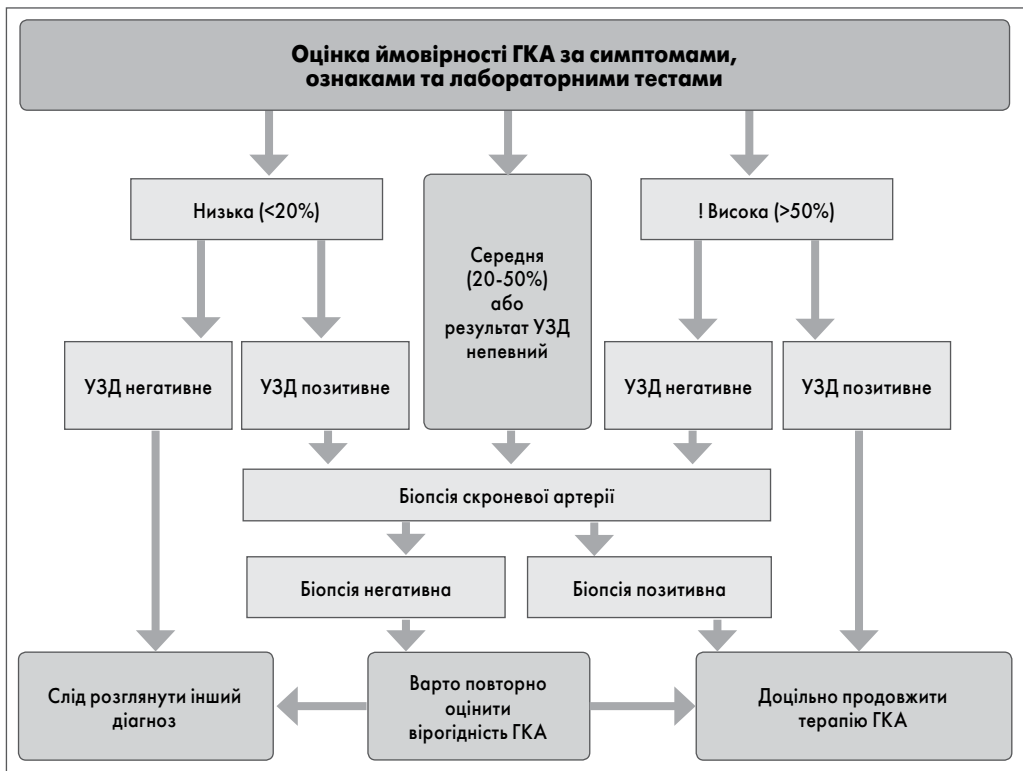 Оцінка ймовірності ГКА за симптомами,
ознаками та лабораторними тестами
Низька (<20%)
Середня
(20-50%)
або
результат УЗД
непевний
! Висока (>50%)
УЗД негативне
УЗД позитивне
УЗД негативне
УЗД позитивне
Біопсія скроневої артерії
Біопсія негативна
Біопсія позитивна
Слід розглянути інший
діагноз
Варто повторно
оцінити
вірогідність ГКА
Доцільно продовжити
терапію ГКА